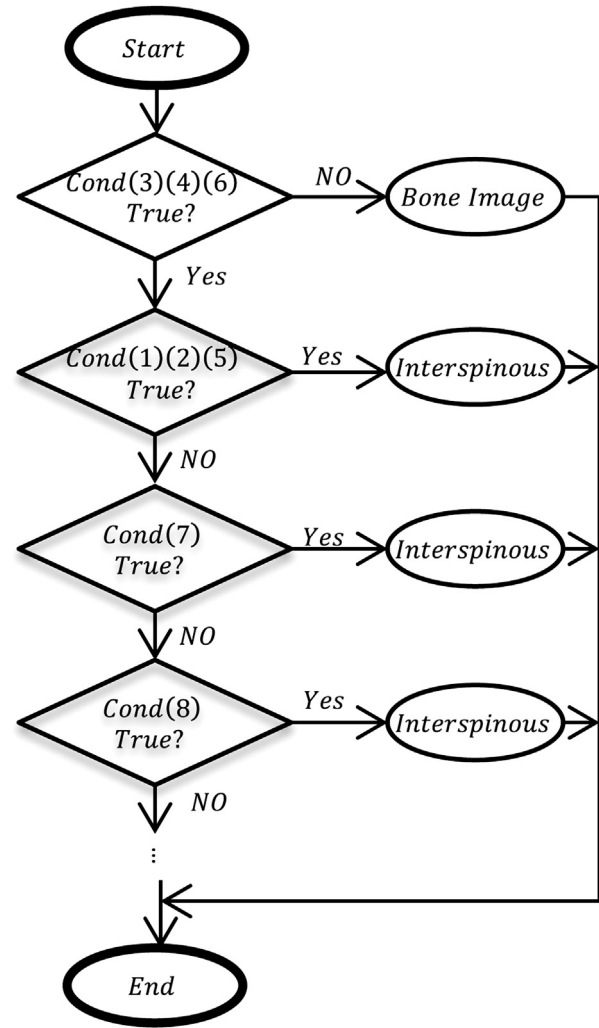 Start
Cond(3)(4)(6)
True?
NO
Bone Image
Yes
Cond(1)(2)(5)
True?
Yes
Interspinous
NO
Cond(7)
True?
Yes
Interspinous
NO
Cond(8)
True?
Yes
Interspinous
NO
...
End